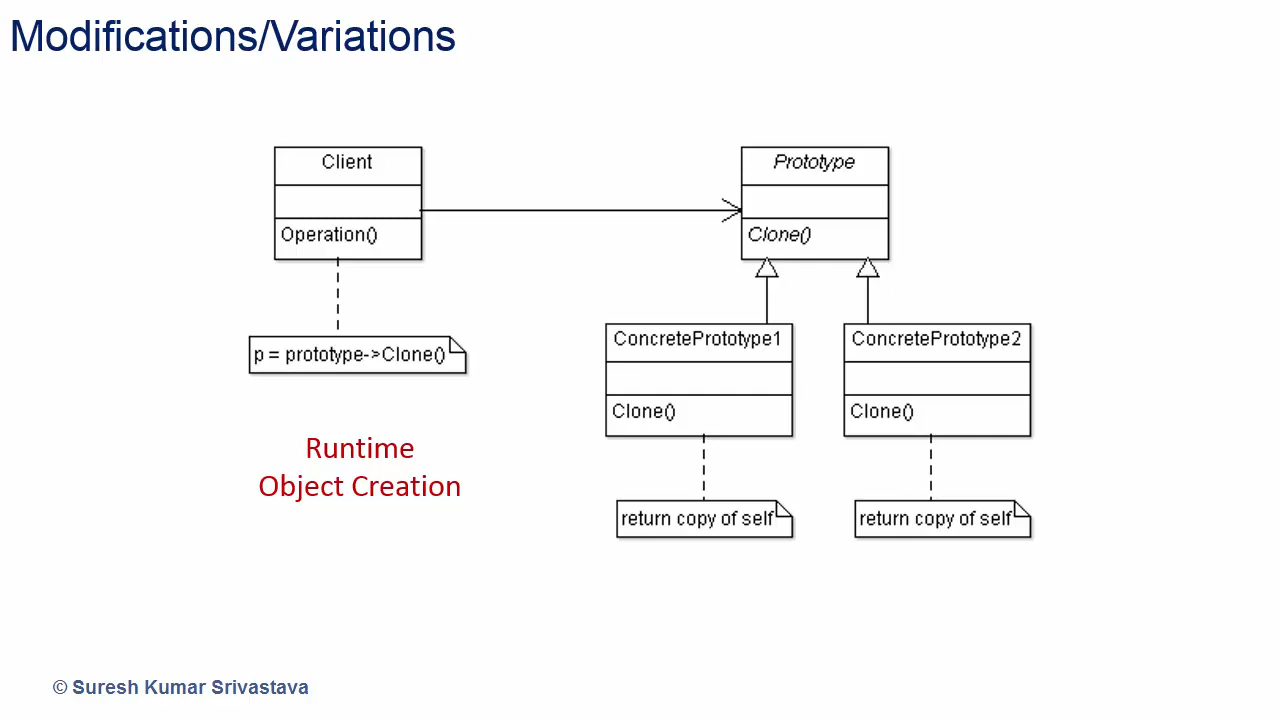 Modifications/Variations
Client
Prototype
Operation()
Clone()
p = prototype->Clone()
ConcretePrototype1
ConcretePrototype2
Clone()
Clone()
Runtime
Object Creation
return copy of self
return copy of self
© Suresh Kumar Srivastava